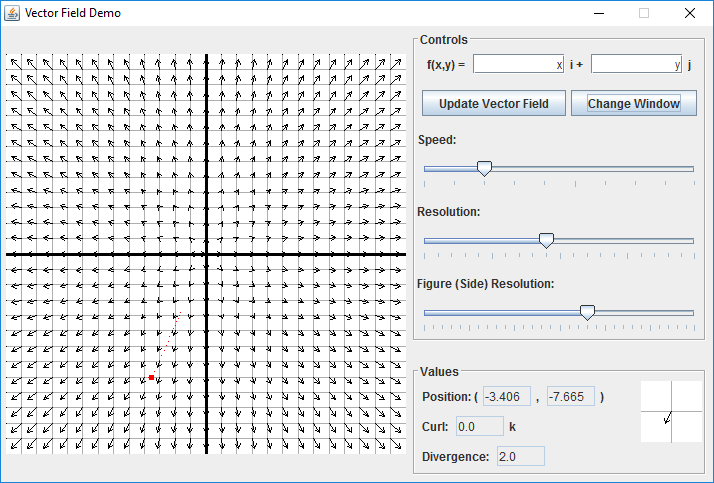 Vector Field Demo
Controls
f(x,y) = x i + y j
Update Vector Field Change Window
Speed:
Resolution:
Figure (Side) Resolution:
Values
Position: ( -3.406 , -7.665 )
Curl: 0.0 k
Divergence: 2.0